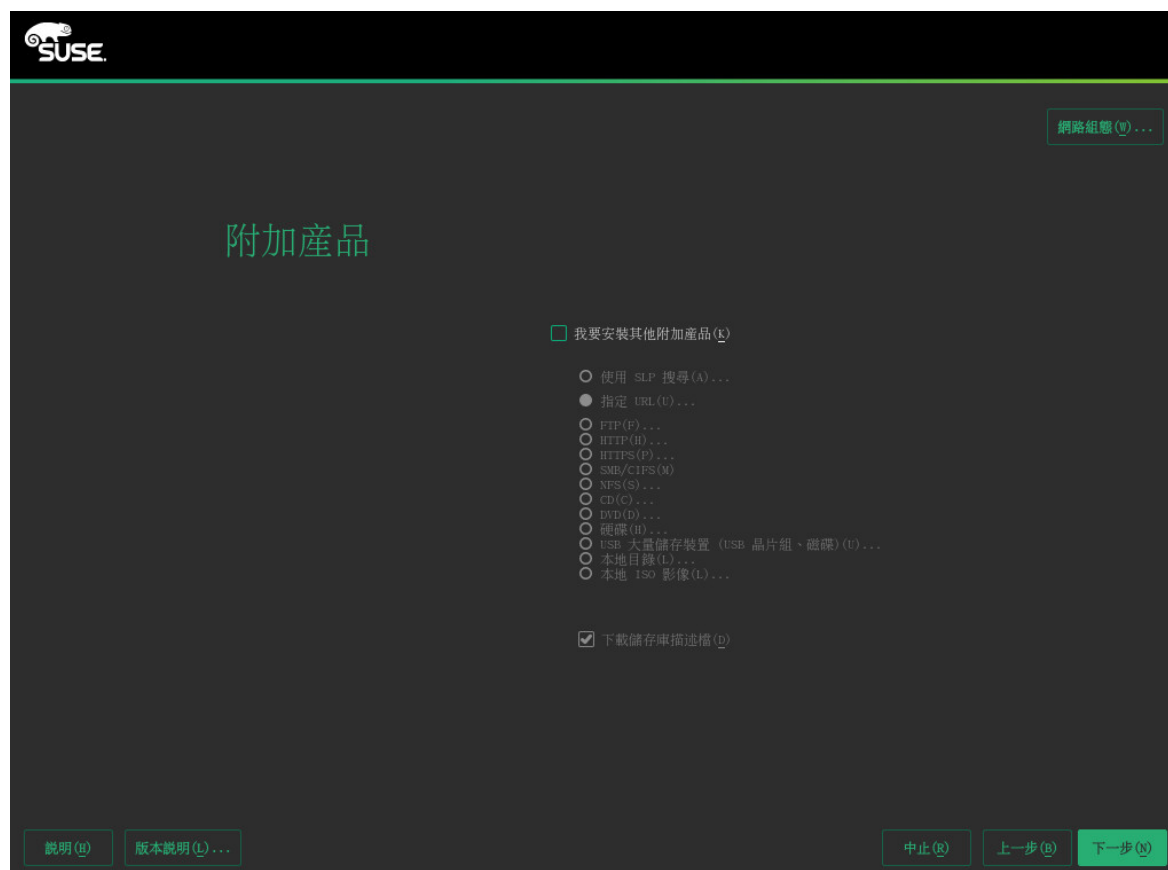 SUSE.
網路組態(W)...
附加產品
我要安裝其他附加產品(K)
使用 SLP 搜尋(A)...
指定 URL(U)...
FTP(F)...
HTTP(H)...
HTTPS(P)...
SMB/CIFS(M)
NFS(S)...
CD(C)...
DVD(D)...
硬碟(H)...
USB 大量儲存裝置 (USB 晶片組、磁碟)(U)...
本地目錄(L)...
本地 ISO 影像(L)...
下載儲存庫描述檔(D)
說明(H) 版本說明(L)... 中止(R) 上一步(B) 下一步(N)